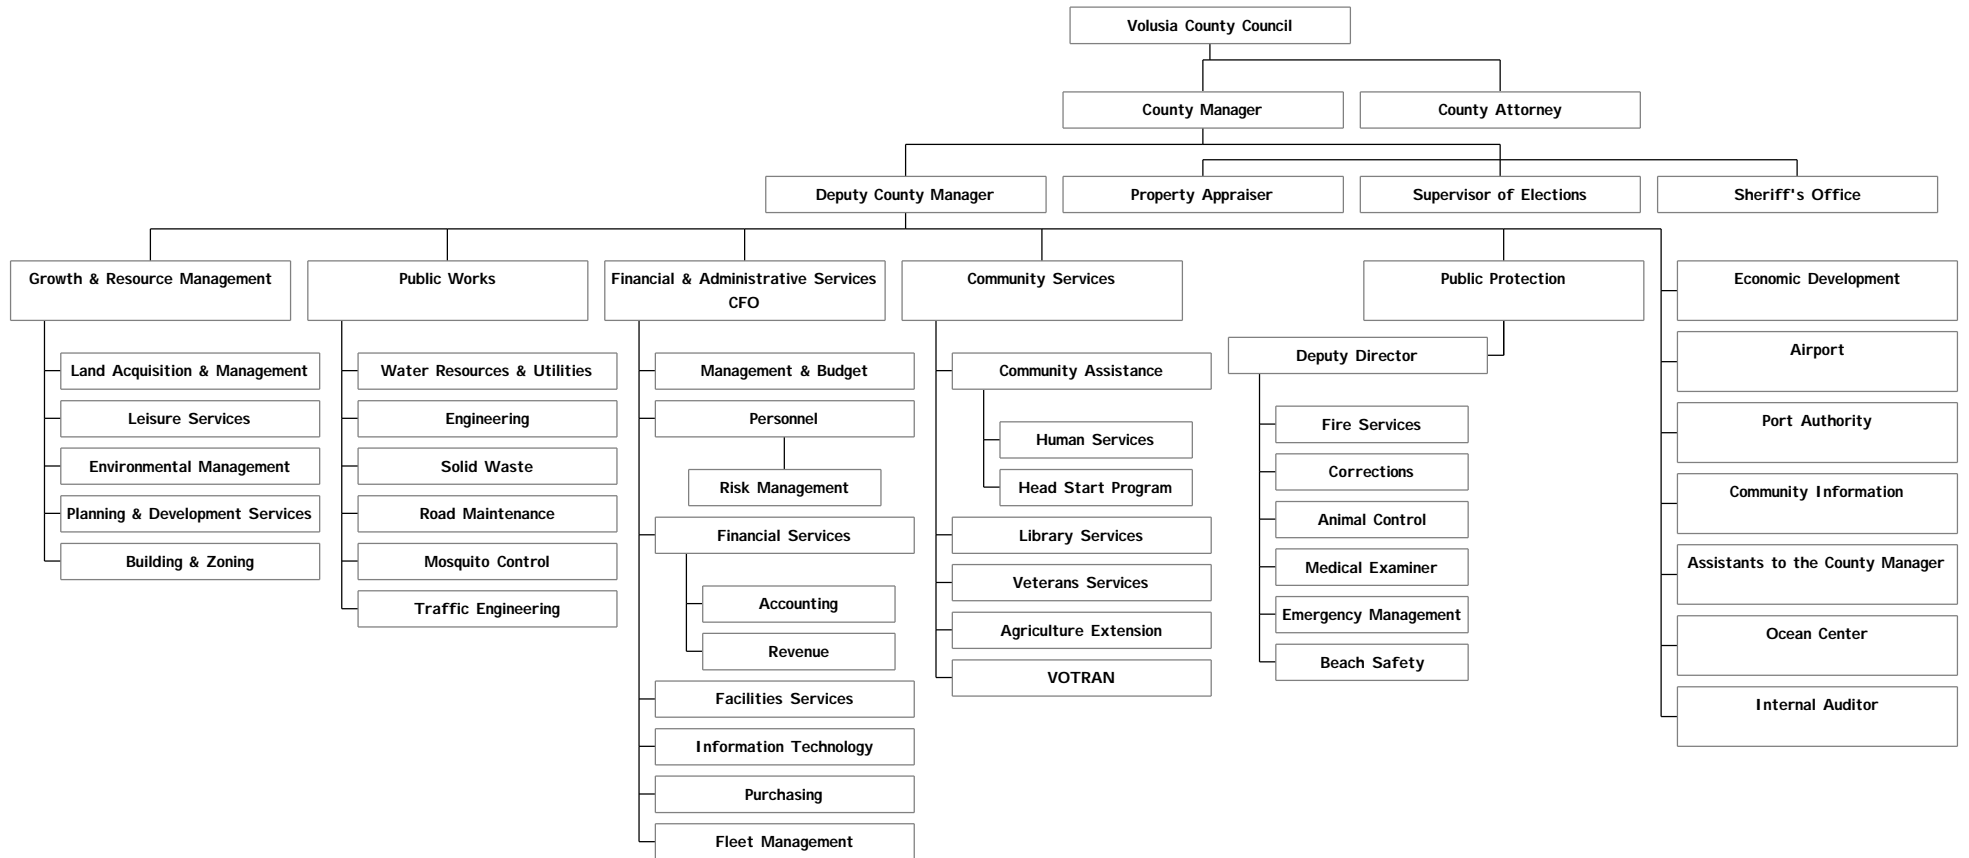 Volusia County Council
County Manager
County Attorney
Deputy County Manager
Property Appraiser
Supervisor of Elections
Sheriff's Office
Growth & Resource Management
Land Acquisition & Management
Leisure Services
Environmental Management
Planning & Development Services
Building & Zoning
Public Works
Water Resources & Utilities
Engineering
Solid Waste
Road Maintenance
Mosquito Control
Traffic Engineering
Financial & Administrative Services
CFO
Management & Budget
Personnel
Risk Management
Financial Services
Accounting
Revenue
Facilities Services
Information Technology
Purchasing
Fleet Management
Community Services
Community Assistance
Human Services
Head Start Program
Library Services
Veterans Services
Agriculture Extension
VOTRAN
Public Protection
Deputy Director
Fire Services
Corrections
Animal Control
Medical Examiner
Emergency Management
Beach Safety
Economic Development
Airport
Port Authority
Community Information
Assistants to the County Manager
Ocean Center
Internal Auditor